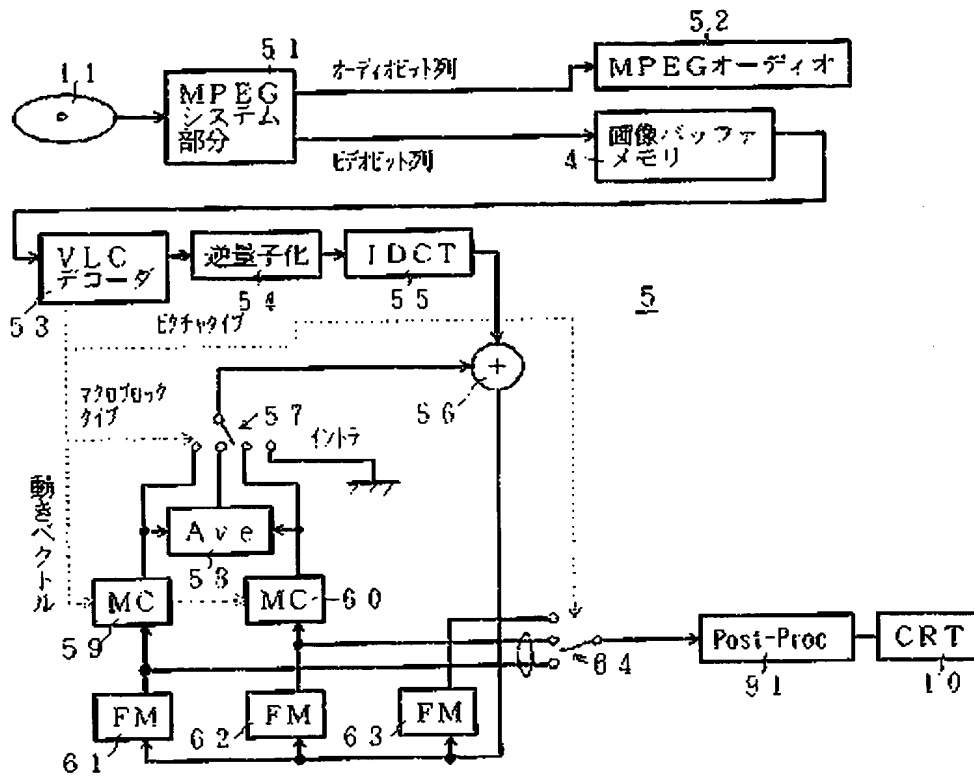 11
51
MPEG
システム
部分
オーディオビット列
ビデオビット列
52
MPEGオーディオ
4
画像バッファ
メモリ
VLC
デコーダ
53
逆量子化
54
IDCT
55
5
ピクチャタイプ
+
56
マクロブロック
タイプ
57
イントラ
動きベクトル
Ave
58
MC
59
MC
60
FM
61
FM
62
FM
63
64
Post-Proc
91
CRT
10